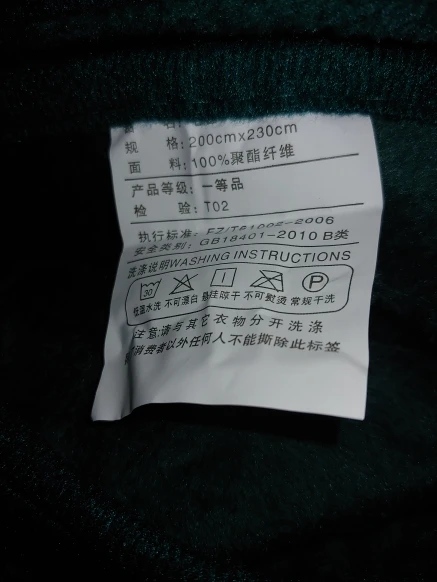 规 格:200cmx230cm
面 料:100%聚酯纤维
产品等级:一等品
检 验:T02
执行标准: FZ/T61002-2006
安全类别: GB18401-2010 B类
洗涤说明WASHING INSTRUCTIONS
30 P
低温水洗 不可漂白 悬挂晾干 不可熨烫 常规干洗
注意:请与其它衣物分开洗涤
消费者以外任何人不能撕除此标签